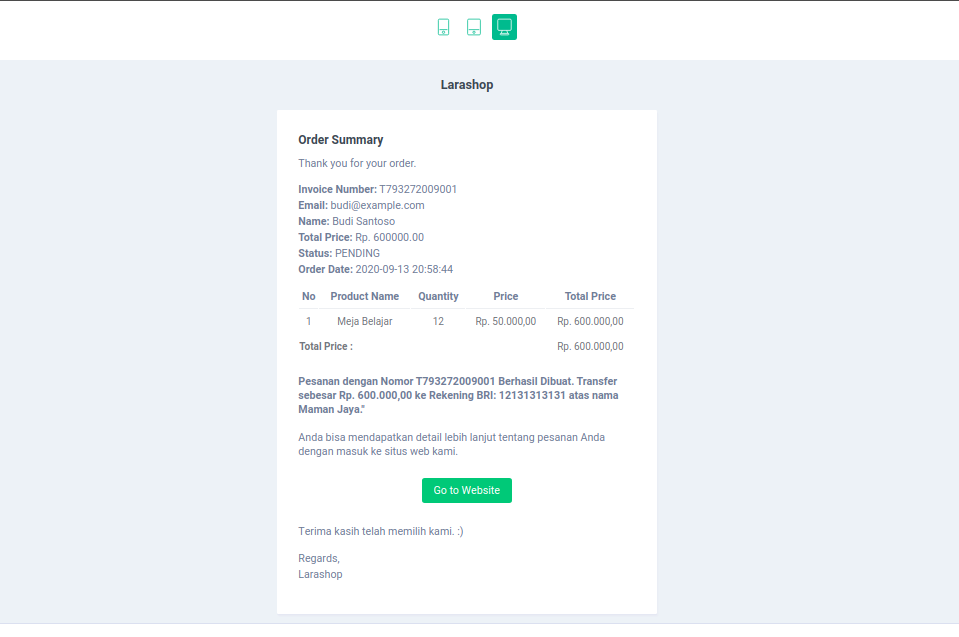 Larashop
Order Summary
Thank you for your order.
Invoice Number: T793272009001
Email: budi@example.com
Name: Budi Santoso
Total Price: Rp. 600000.00
Status: PENDING
Order Date: 2020-09-13 20:58:44
No Product Name Quantity Price Total Price
1 Meja Belajar 12 Rp. 50.000,00 Rp. 600.000,00
Total Price : Rp. 600.000,00
Pesanan dengan Nomor T793272009001 Berhasil Dibuat. Transfer
sebesar Rp. 600.000,00 ke Rekening BRI: 12131313131 atas nama
Maman Jaya."
Anda bisa mendapatkan detail lebih lanjut tentang pesanan Anda
dengan masuk ke situs web kami.
Go to Website
Terima kasih telah memilih kami. :)
Regards,
Larashop